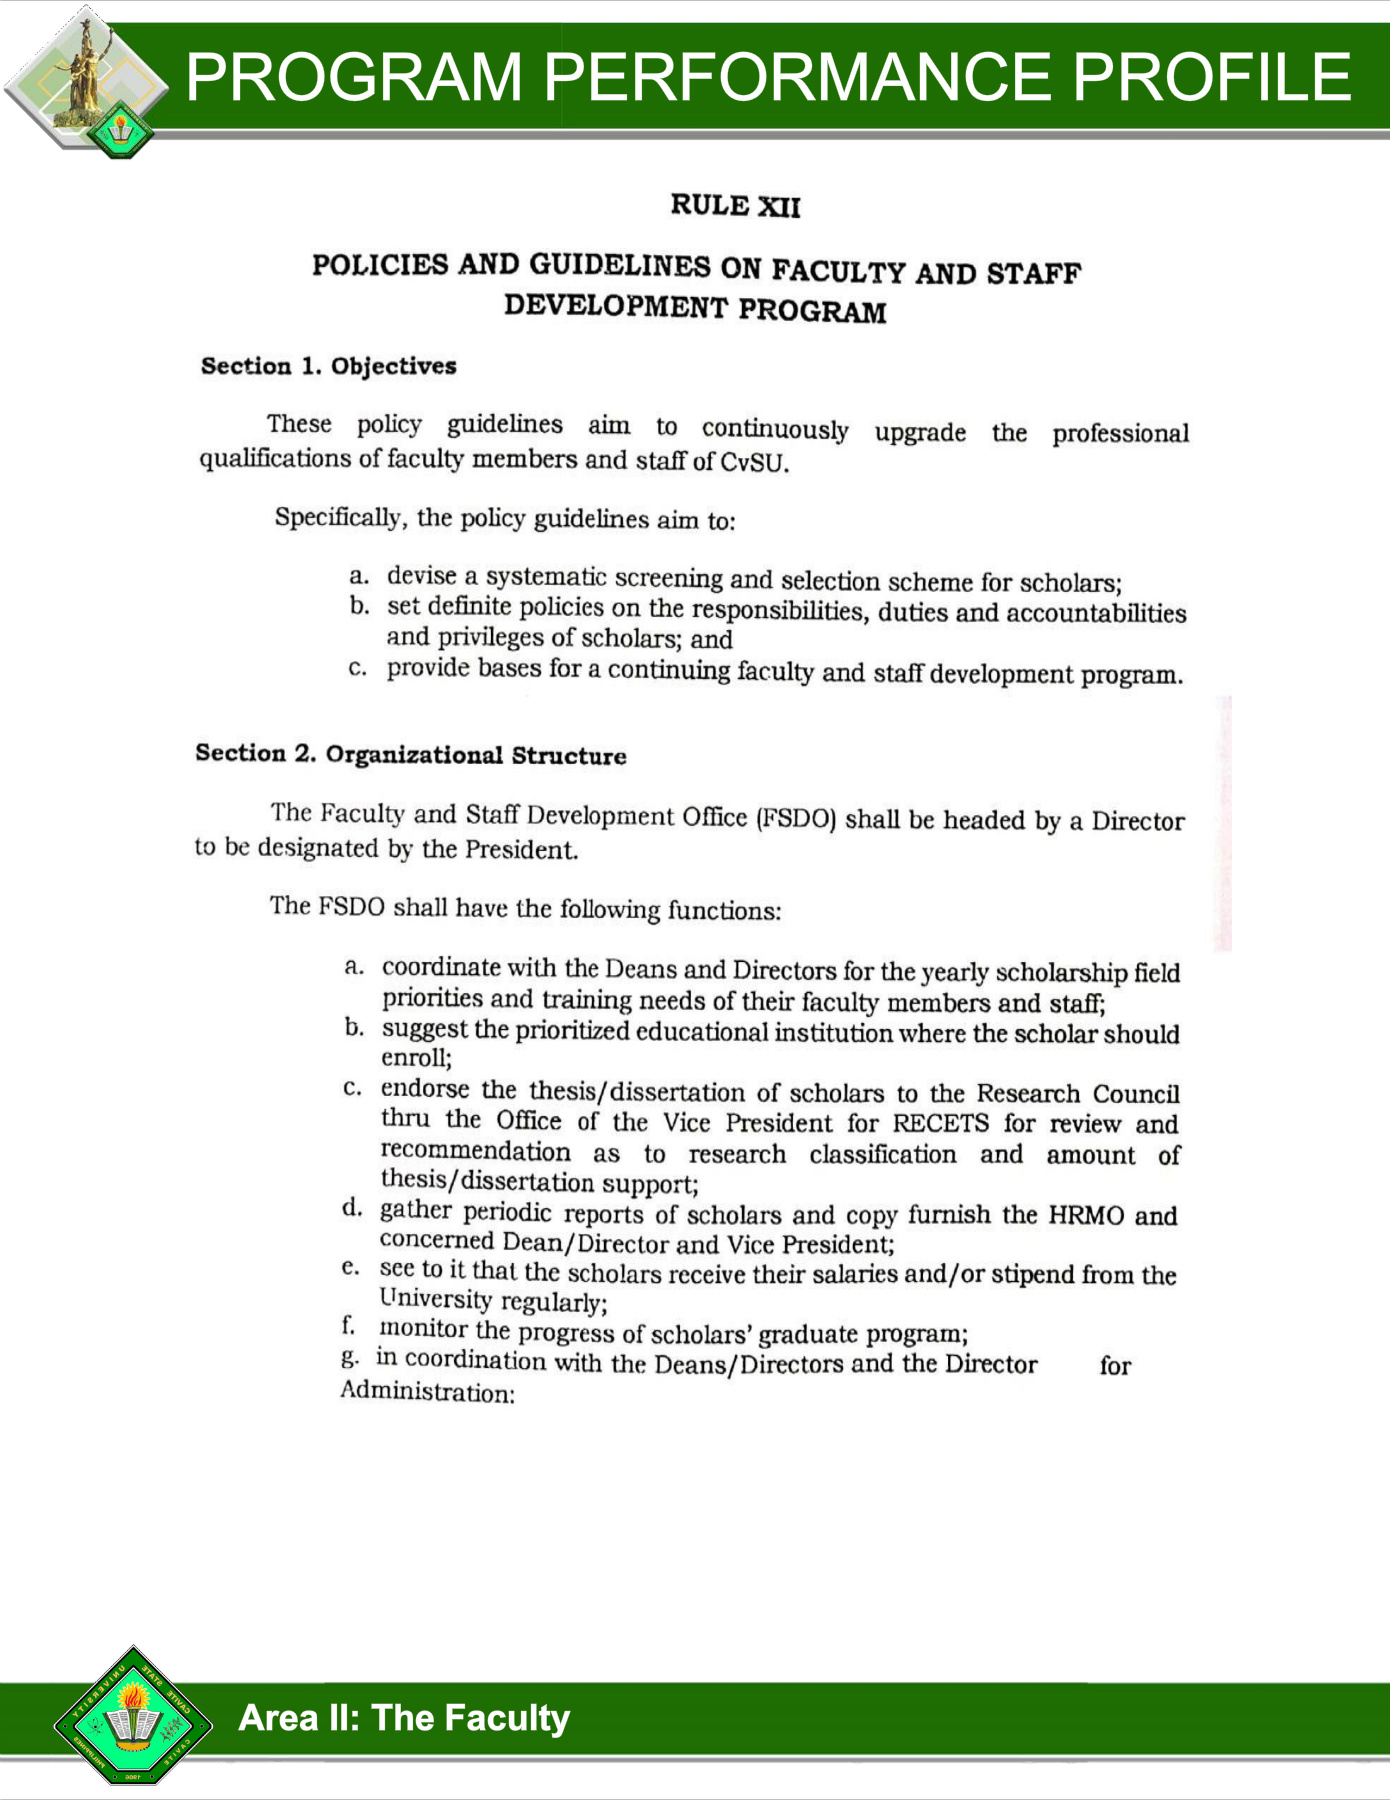 PROGRAM PERFORMANCE PROFILE
RULE XII
POLICIES AND GUIDELINES ON FACULTY AND STAFF
DEVELOPMENT PROGRAM
Section 1. Objectives
These policy guidelines aim to continuously upgrade the professional
qualifications of faculty members and staff of CvSU.
Specifically, the policy guidelines aim to:
a. devise a systematic screening and selection scheme for scholars;
b. set definite policies on the responsibilities, duties and accountabilities
and privileges of scholars; and
c. provide bases for a continuing faculty and staff development program.
Section 2. Organizational Structure
The Faculty and Staff Development Office (FSDO) shall be headed by a Director
to be designated by the President.
The FSDO shall have the following functions:
a. coordinate with the Deans and Directors for the yearly scholarship field
priorities and training needs of their faculty members and staff;
b. suggest the prioritized educational institution where the scholar should
enroll;
c. endorse the thesis/dissertation of scholars to the Research Council
thru the Office of the Vice President for RECETS for review and
recommendation as to research classification and amount of
thesis/dissertation support;
d. gather periodic reports of scholars and copy furnish the HRMO and
concerned Dean/Director and Vice President;
e. see to it that the scholars receive their salaries and/or stipend from the
University regularly;
f. monitor the progress of scholars' graduate program;
g. in coordination with the Deans/Directors and the Director for
Administration:
CAVITE STATE UNIVERSITY
CAVITE PHILIPPINES
1906
Area II: The Faculty